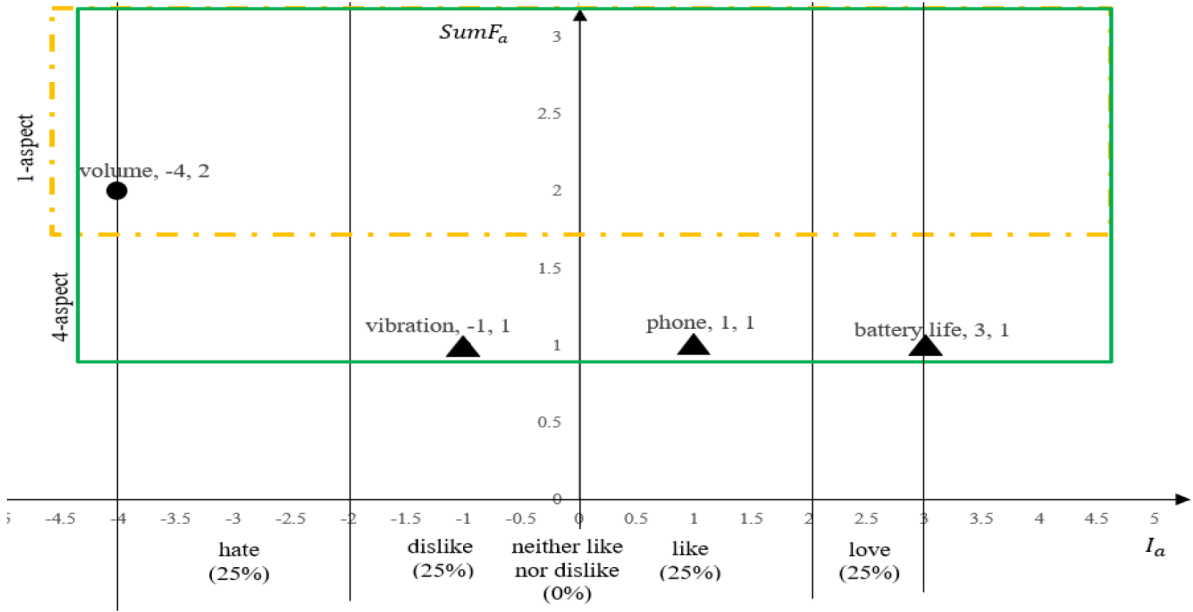 SumF_a
3
2.5
1-aspect
volume, -4, 2
2
1.5
4-aspect
vibration, -1, 1
phone, 1, 1
battery life, 3, 1
1
0.5
0
5 -4.5 -4 -3.5 -3 -2.5 -2 -1.5 -1 -0.5 0 0.5 1 1.5 2 2.5 3 3.5 4 4.5 5
I_a
hate
(25%)
dislike
(25%)
neither like
nor dislike
(0%)
like
(25%)
love
(25%)